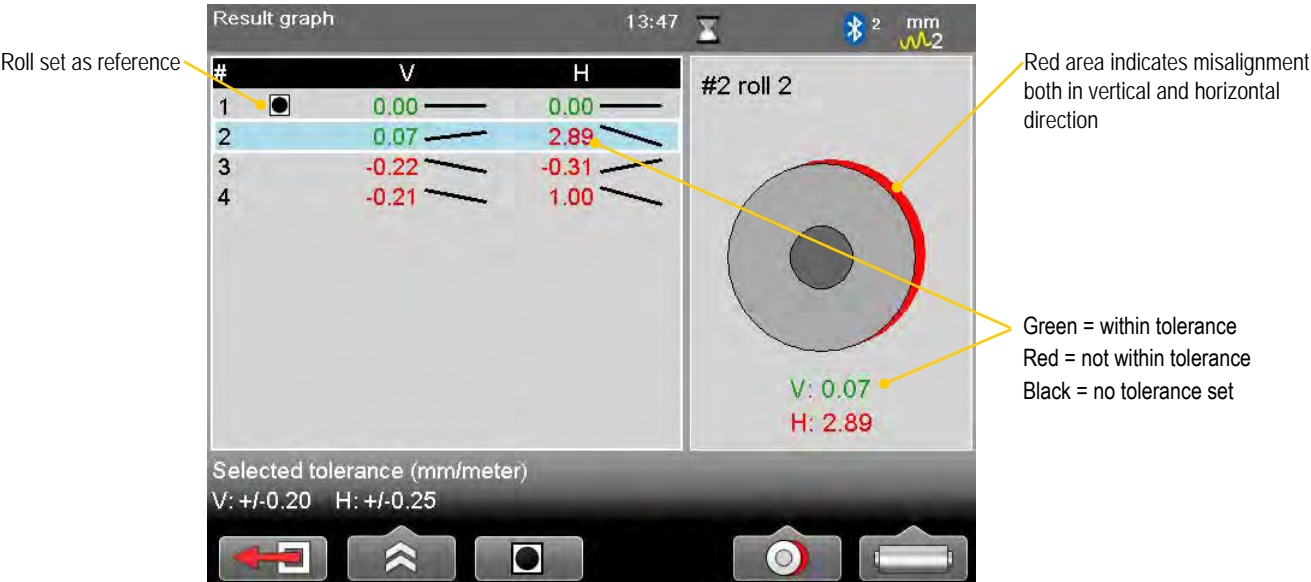 Result graph 13:47 2 mm
2
Roll set as reference
# V H
1 0.00 0.00
2 0.07 2.89
3 -0.22 -0.31
4 -0.21 1.00
#2 roll 2
V: 0.07
H: 2.89
Red area indicates misalignment
both in vertical and horizontal
direction
Green = within tolerance
Red = not within tolerance
Black = no tolerance set
Selected tolerance (mm/meter)
V: +/-0.20 H: +/-0.25